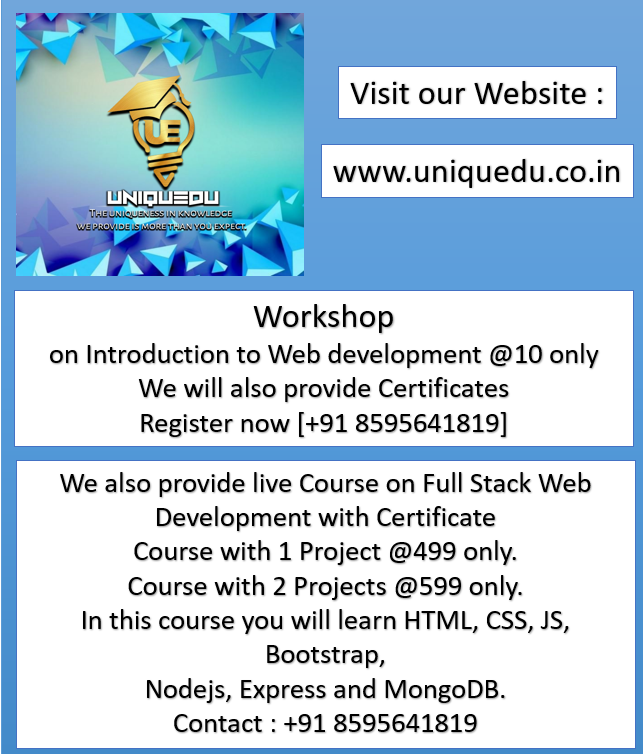 UE
UNIQUEDU
THE UNIQUENESS IN KNOWLEDGE
WE PROVIDE IS MORE THAN YOU EXPECT.
Visit our Website :
www.uniquedu.co.in
Workshop
on Introduction to Web development @10 only
We will also provide Certificates
Register now [+91 8595641819]
We also provide live Course on Full Stack Web
Development with Certificate
Course with 1 Project @499 only.
Course with 2 Projects @599 only.
In this course you will learn HTML, CSS, JS,
Bootstrap,
Nodejs, Express and MongoDB.
Contact : +91 8595641819